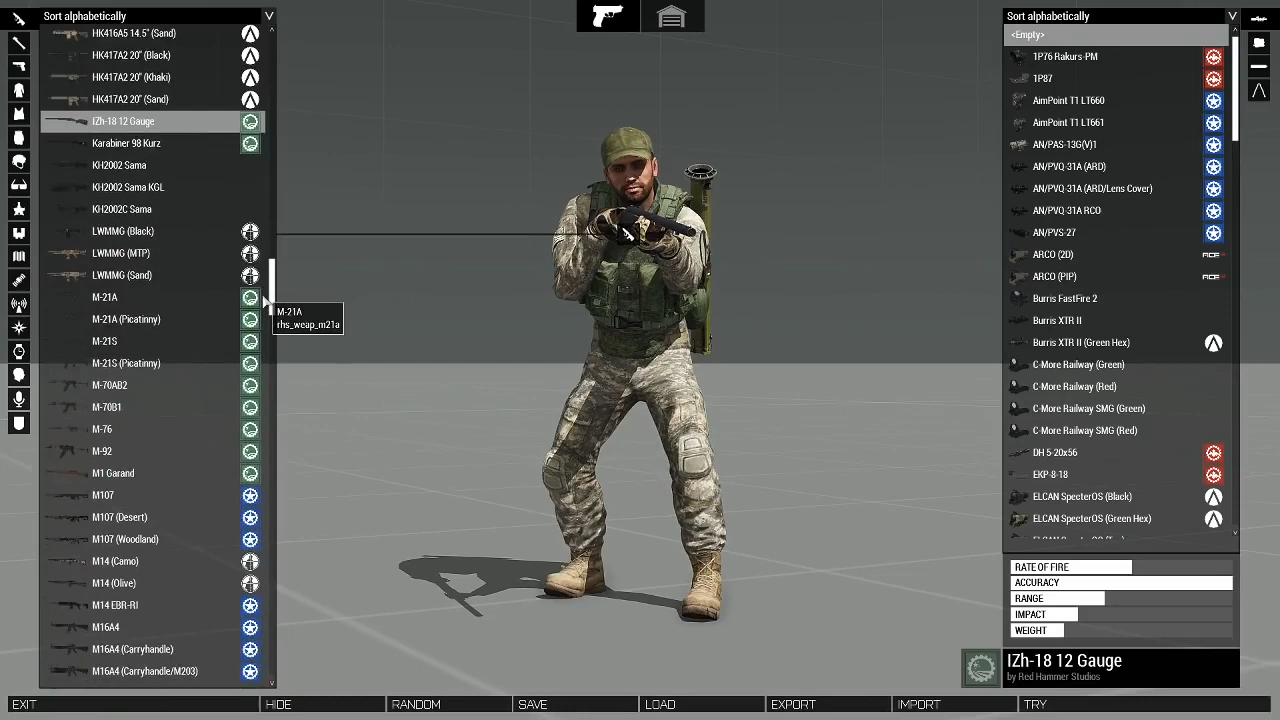 Sort alphabetically
HK416A5 14.5" (Sand)
HK417A2 20" (Black)
HK417A2 20" (Khaki)
HK417A2 20" (Sand)
IZh-18 12 Gauge
Karabiner 98 Kurz
KH2002 Sama
KH2002 Sama KGL
KH2002C Sama
LWMMG (Black)
LWMMG (MTP)
LWMMG (Sand)
M-21A
M-21A (Picatinny)
M-21S
M-21S (Picatinny)
M-70AB2
M-70B1
M-76
M-92
M1 Garand
M107
M107 (Desert)
M107 (Woodland)
M14 (Camo)
M14 (Olive)
M14 EBR-RI
M16A4
M16A4 (Carryhandle)
M16A4 (Carryhandle/M203)
M-21A
rhs_weap_m21a
Sort alphabetically
<Empty>
1P76 Rakurs-PM
1P87
AimPoint T1 LT660
AimPoint T1 LT661
AN/PAS-13G(V)1
AN/PVQ-31A (ARD)
AN/PVQ-31A (ARD/Lens Cover)
AN/PVQ-31A RCO
AN/PVS-27
ARCO (2D)
ACE
ARCO (PIP)
ACE
Burris FastFire 2
Burris XTR II
Burris XTR II (Green Hex)
C-More Railway (Green)
C-More Railway (Red)
C-More Railway SMG (Green)
C-More Railway SMG (Red)
DH 5-20x56
EKP-8-18
ELCAN SpecterOS (Black)
ELCAN SpecterOS (Green Hex)
RATE OF FIRE
ACCURACY
RANGE
IMPACT
WEIGHT
IZh-18 12 Gauge
by Red Hammer Studios
EXIT
HIDE
RANDOM
SAVE
LOAD
EXPORT
IMPORT
TRY